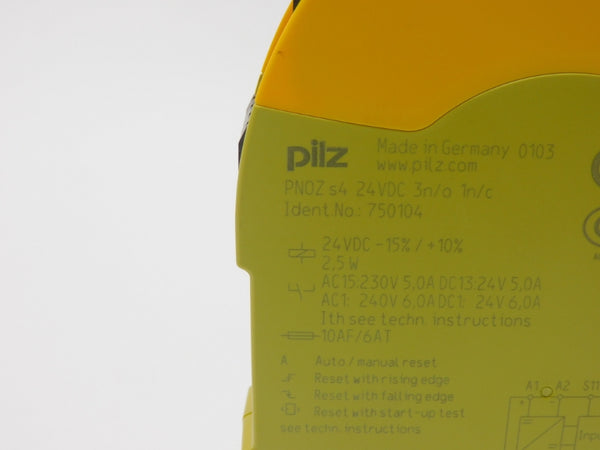 pilz Made in Germany 0103
www.pilz.com
PNOZ s4 24VDC 3n/o 1n/c
Ident.No.: 750104
24VDC -15% / +10%
2,5 W
AC15:230V 5,0A DC13:24V 5,0A
AC1: 240V 6,0A DC1: 24V 6,0A
Ith see techn. instructions
10AF/6AT
A Auto / manual reset
Reset with rising edge
Reset with falling edge
Reset with start-up test
see techn. instructions
A1 A2 S11